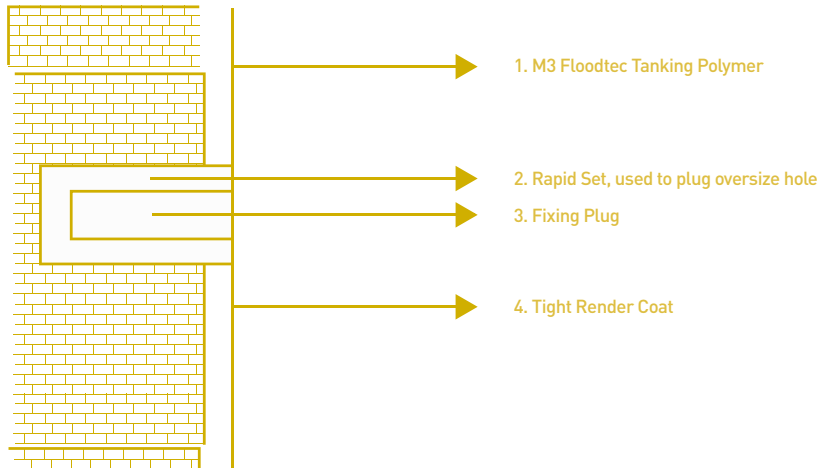 1. M3 Floodtec Tanking Polymer
2. Rapid Set, used to plug oversize hole
3. Fixing Plug
4. Tight Render Coat